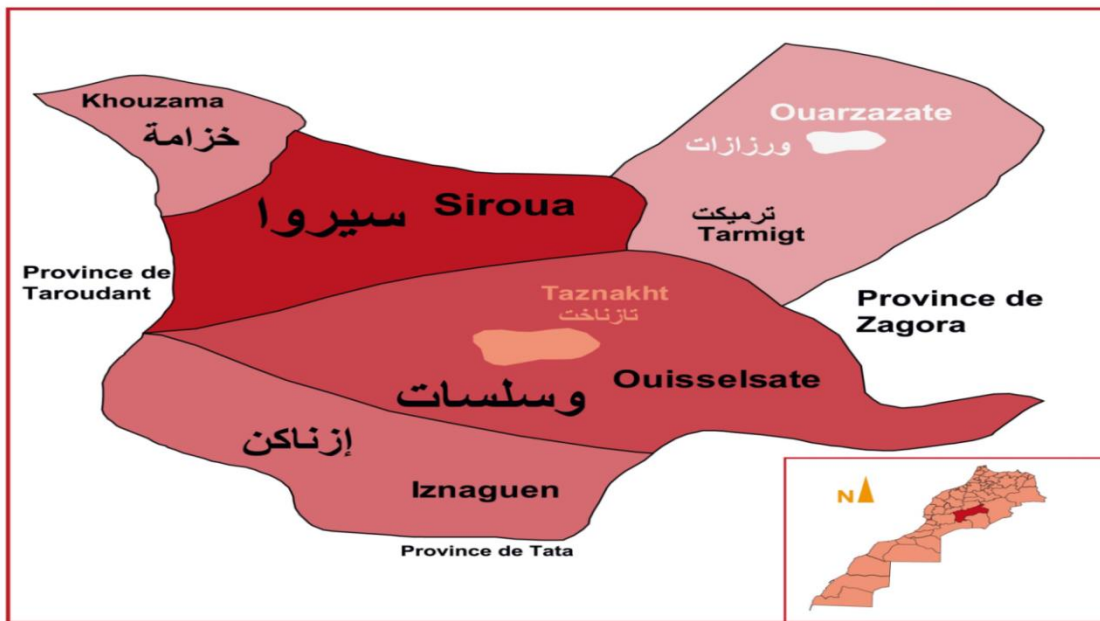 Khouzama
خزامة
Ouarzazate
ورزازات
Siroua
سيروا
ترميكت
Tarmigt
Province de
Taroudant
Taznakht
تازناخت
Province de
Zagora
Ouisselsate
وسلسات
إزناكن
Iznaguen
Province de Tata
N